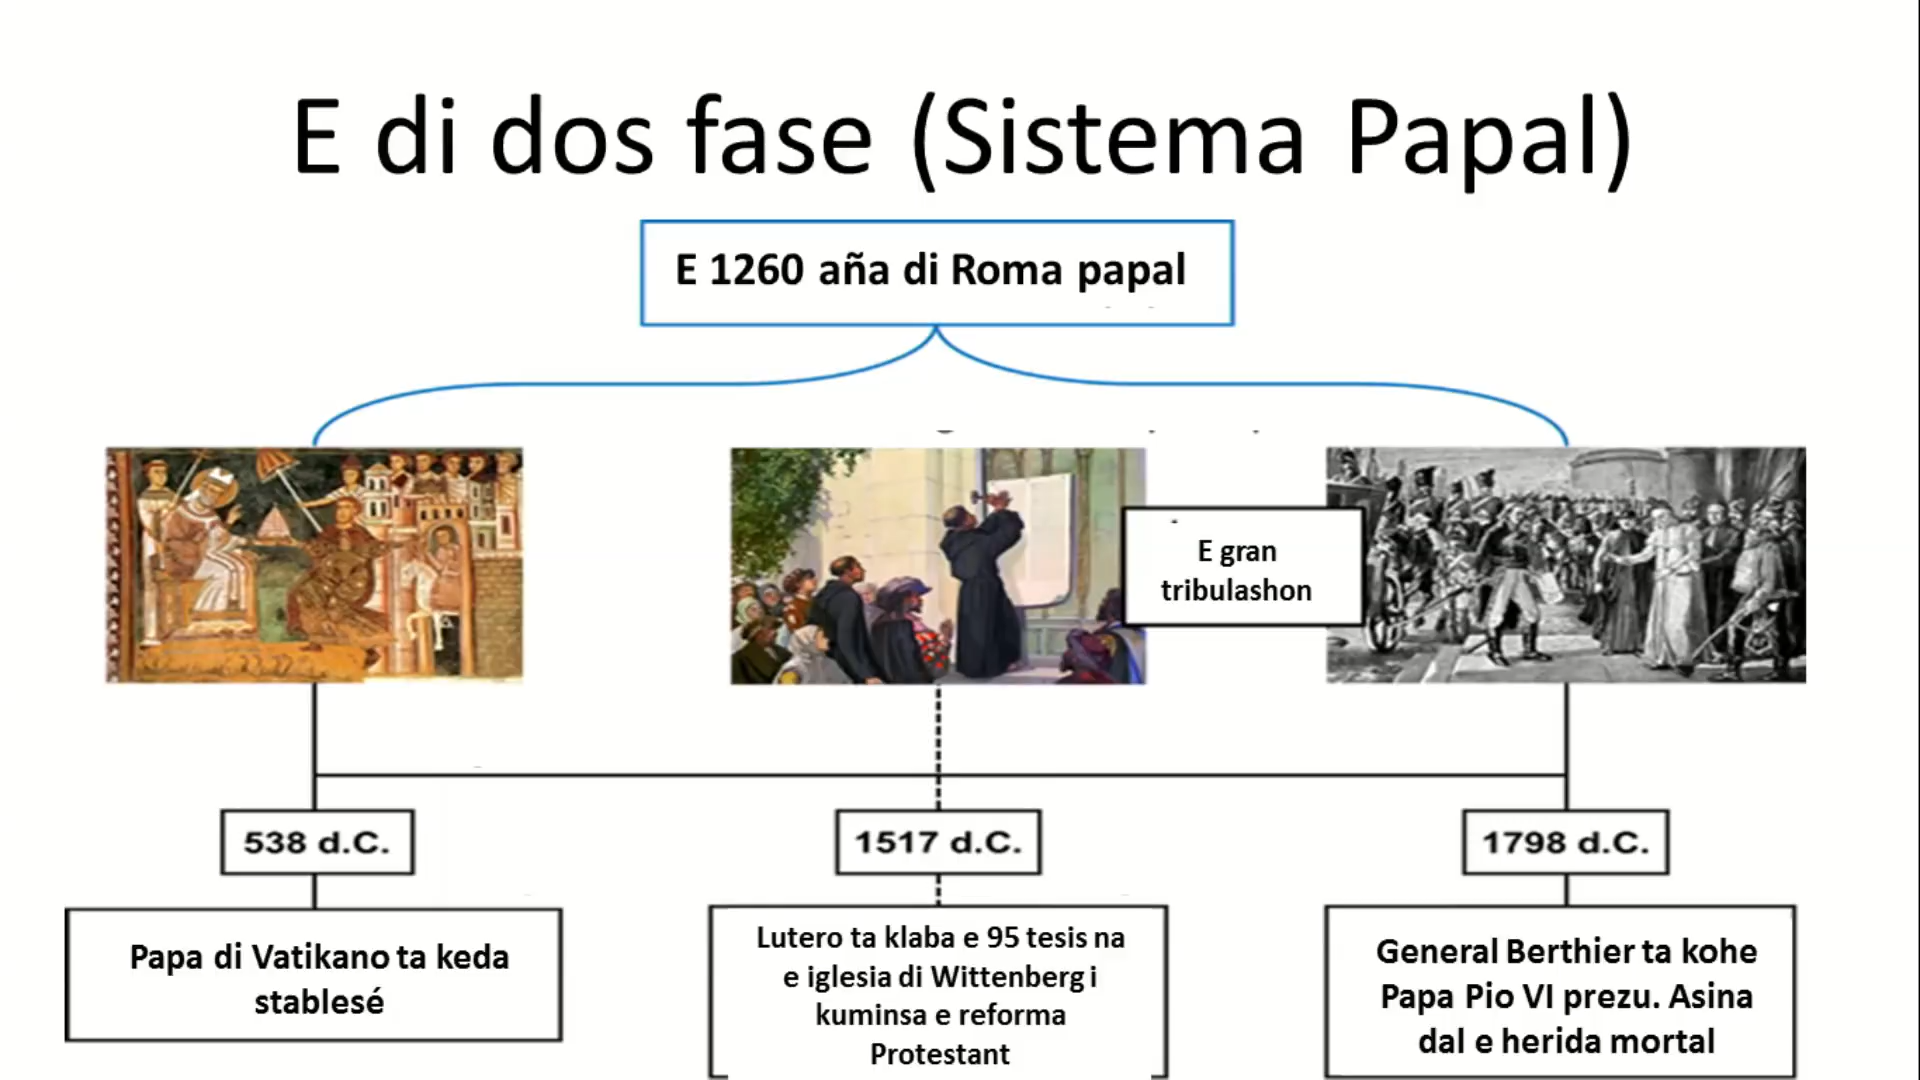 E di dos fase (Sistema Papal)
E 1260 aña di Roma papal
E gran
tribulashon
538 d.C.
1517 d.C.
1798 d.C.
Papa di Vatikano ta keda
stablesé
Lutero ta klaba e 95 tesis na
e iglesia di Wittenberg i
kuminsa e reforma
Protestant
General Berthier ta kohe
Papa Pio VI prezu. Asina
dal e herida mortal